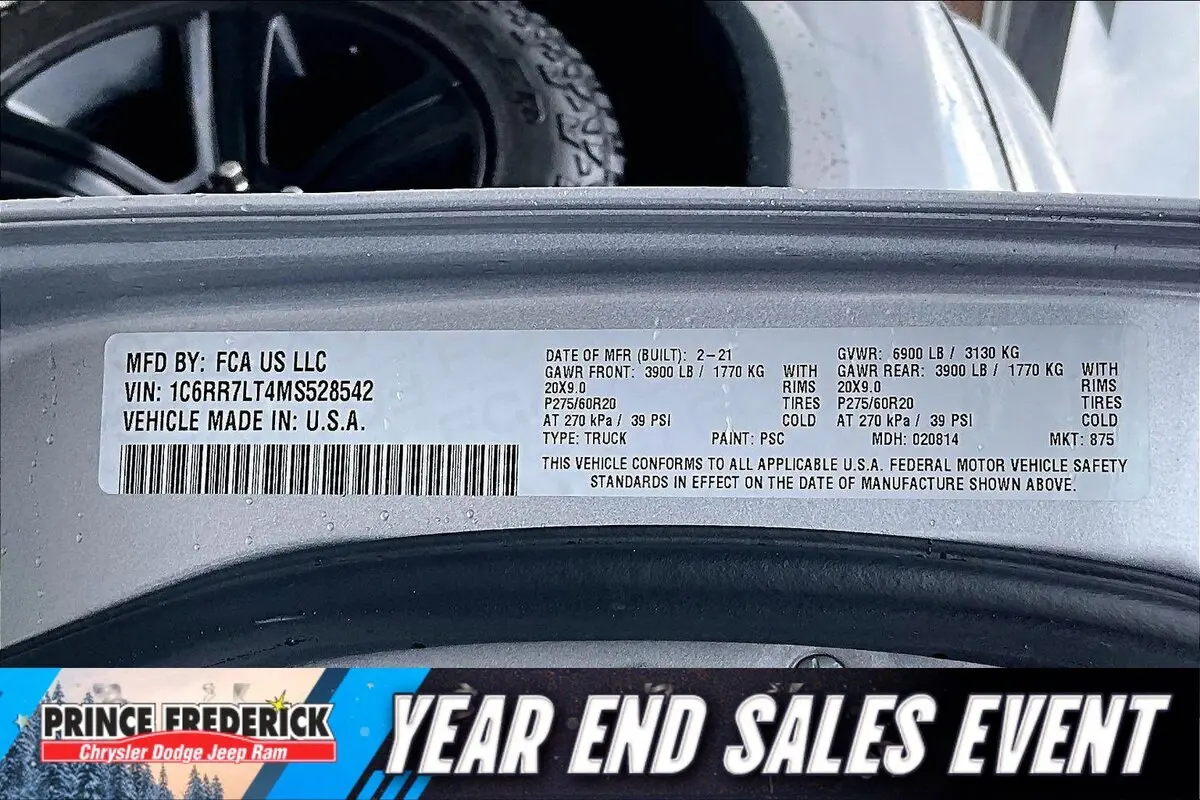 MFD BY: FCA US LLC
VIN: 1C6RR7LT4MS528542
VEHICLE MADE IN: U.S.A.
DATE OF MFR (BUILT): 2-21
GAWR FRONT: 3900 LB / 1770 KG WITH
20X9.0 RIMS
P275/60R20 TIRES
AT 270 kPa / 39 PSI COLD
TYPE: TRUCK PAINT: PSC
GVWR: 6900 LB / 3130 KG
GAWR REAR: 3900 LB / 1770 KG WITH
20X9.0 RIMS
P275/60R20 TIRES
AT 270 kPa / 39 PSI COLD
MDH: 020814 MKT: 875
THIS VEHICLE CONFORMS TO ALL APPLICABLE U.S.A. FEDERAL MOTOR VEHICLE SAFETY
STANDARDS IN EFFECT ON THE DATE OF MANUFACTURE SHOWN ABOVE.
PRINCE FREDERICK
Chrysler Dodge Jeep Ram
YEAR END SALES EVENT